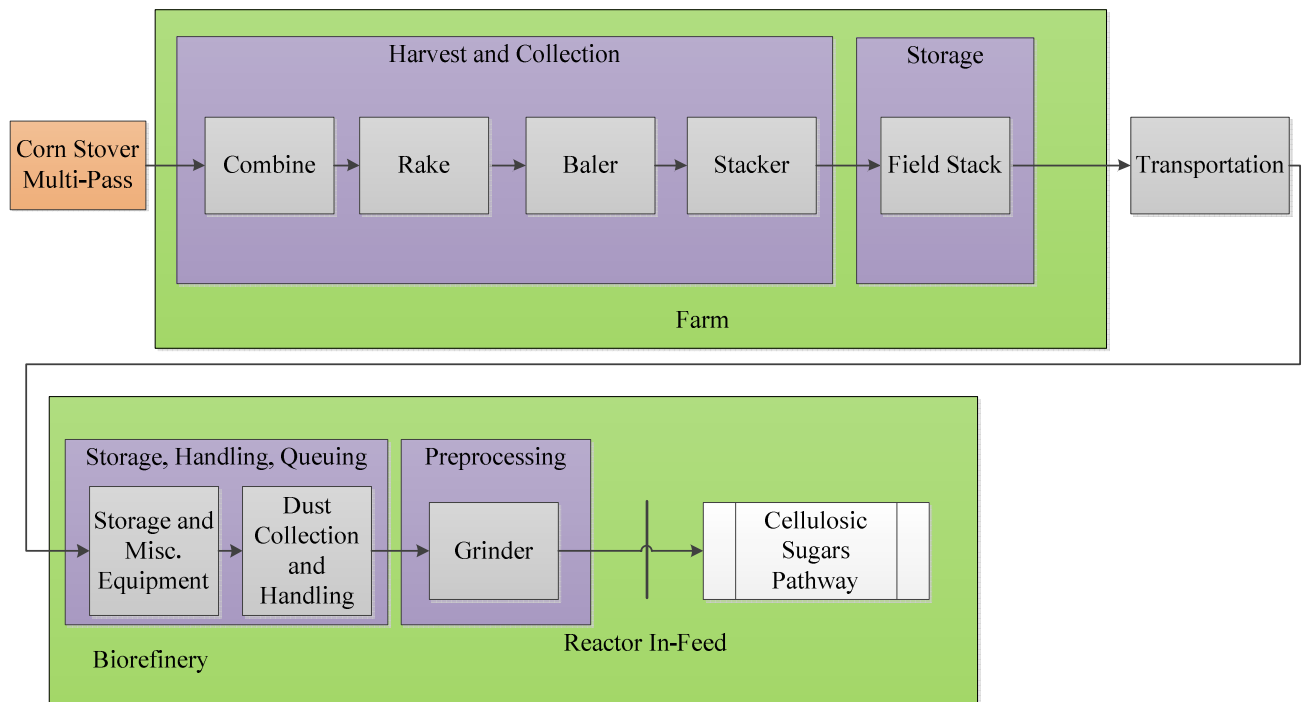 Harvest and Collection
Storage
Corn Stover
Multi-Pass
Combine
Rake
Baler
Stacker
Field Stack
Transportation
Farm
Storage, Handling, Queuing
Preprocessing
Storage and
Misc.
Equipment
Dust
Collection
and
Handling
Grinder
Cellulosic
Sugars
Pathway
Reactor In-Feed
Biorefinery